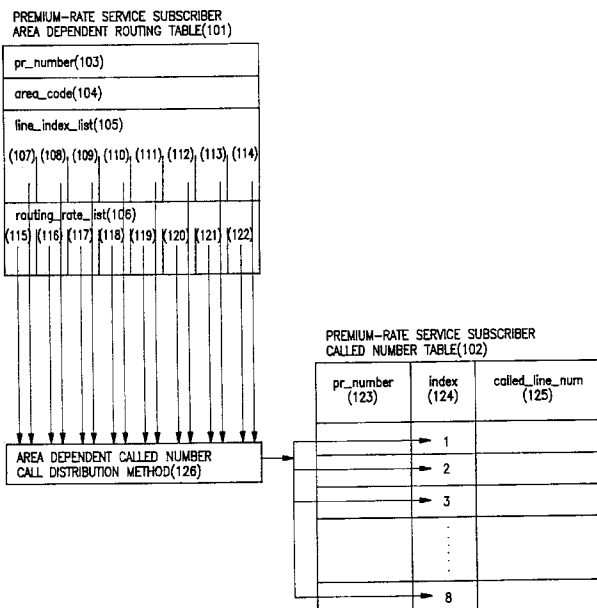 PREMIUM-RATE SERVICE SUBSCRIBER
AREA DEPENDENT ROUTING TABLE(101)
pr_number(103)
area_code(104)
line_index_list(105)
(107), (108), (109), (110), (111), (112), (113), (114)
routing_rate_list(106)
(115) (116) (117) (118) (119) (120) (121) (122)
AREA DEPENDENT CALLED NUMBER
CALL DISTRIBUTION METHOD(126)
PREMIUM-RATE SERVICE SUBSCRIBER
CALLED NUMBER TABLE(102)
pr_number index called_line_num
(123) (124) (125)
1
2
3
8